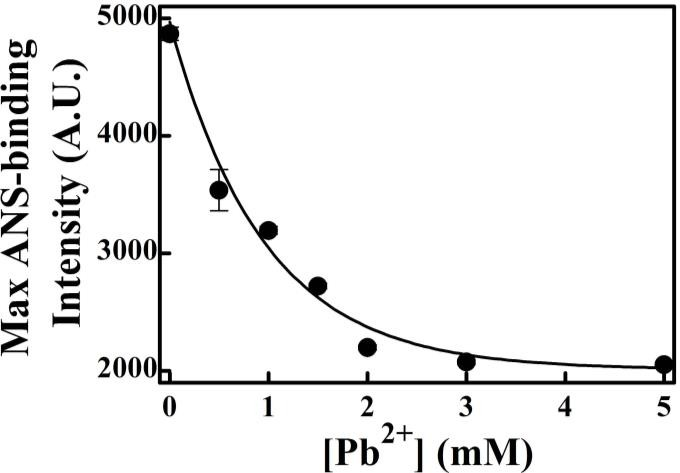 Max ANS-binding
Intensity (A.U.)
5000
4000
3000
2000
0 1 2 3 4 5
[Pb²⁺] (mM)